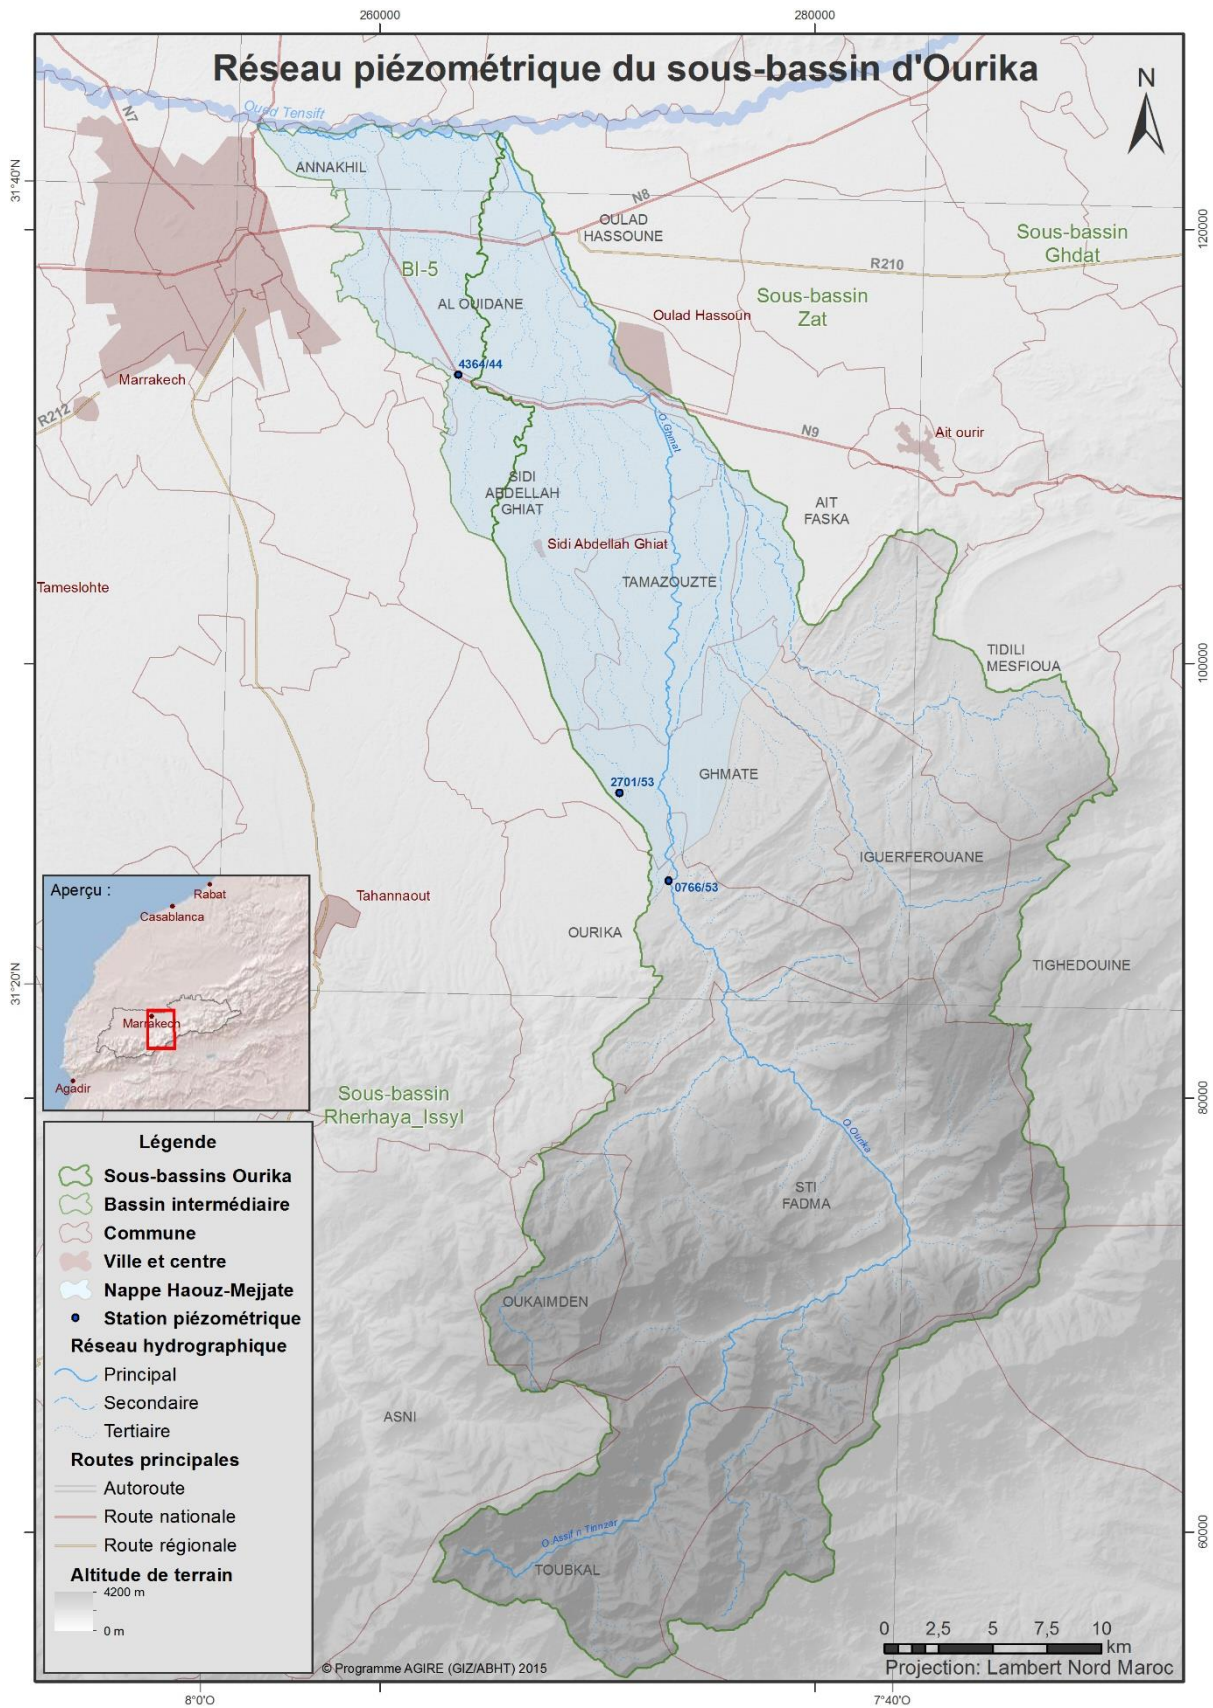 260000
280000
Réseau piézométrique du sous-bassin d'Ourika
N
Oued Tensift
N7
31°40'N
ANNAKHIL
N8
OULAD
HASSOUNE
120000
Sous-bassin
Ghdat
R210
BI-5
Sous-bassin
Zat
AL OUIDANE
Oulad Hassoun
4364/44
Marrakech
R212
O.Ghmat
N9
Ait ourir
SIDI
ABDELLAH
GHIAT
AIT
FASKA
Sidi Abdellah Ghiat
TAMAZOUZTE
Tameslohte
TIDILI
MESFIOUA
100000
GHMATE
2701/53
IGUERFEROUANE
0766/53
Aperçu :
Rabat
Casablanca
Marrakech
Agadir
Tahannaout
OURIKA
TIGHEDOUINE
31°20'N
Sous-bassin
Rherhaya_Issyl
80000
O.Ourika
STI
FADMA
OUKAIMDEN
ASNI
O.Assif n Tinnzar
TOUBKAL
60000
Légende
Sous-bassins Ourika
Bassin intermédiaire
Commune
Ville et centre
Nappe Haouz-Mejjate
Station piézométrique
Réseau hydrographique
Principal
Secondaire
Tertiaire
Routes principales
Autoroute
Route nationale
Route régionale
Altitude de terrain
4200 m
0 m
© Programme AGIRE (GIZ/ABHT) 2015
0 2,5 5 7,5 10
km
Projection: Lambert Nord Maroc
8°0'O
7°40'O